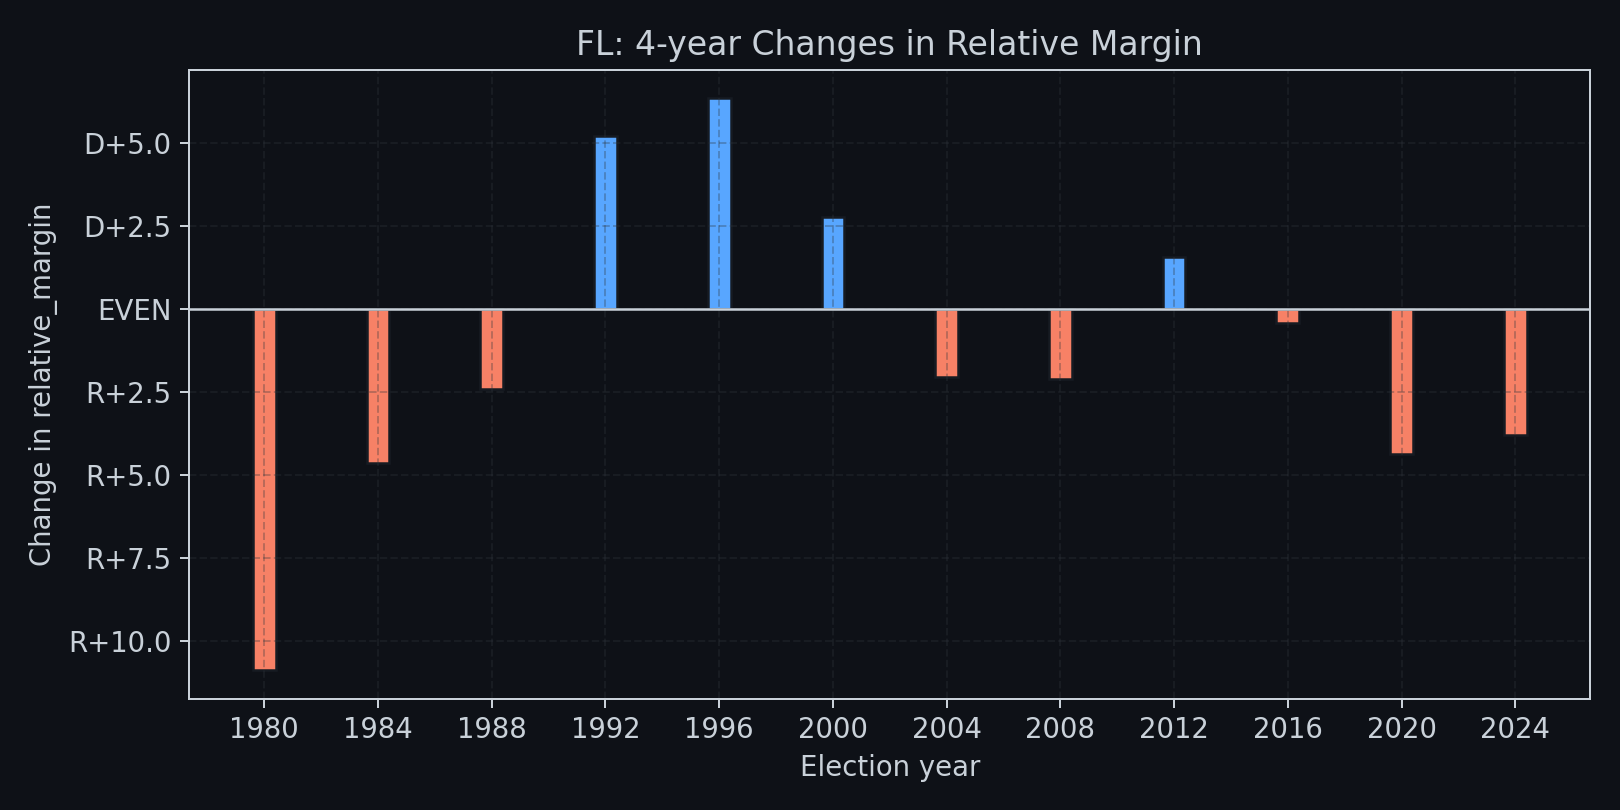 FL: 4-year Changes in Relative Margin
Change in relative_margin
D+5.0
D+2.5
EVEN
R+2.5
R+5.0
R+7.5
R+10.0
1980 1984 1988 1992 1996 2000 2004 2008 2012 2016 2020 2024
Election year